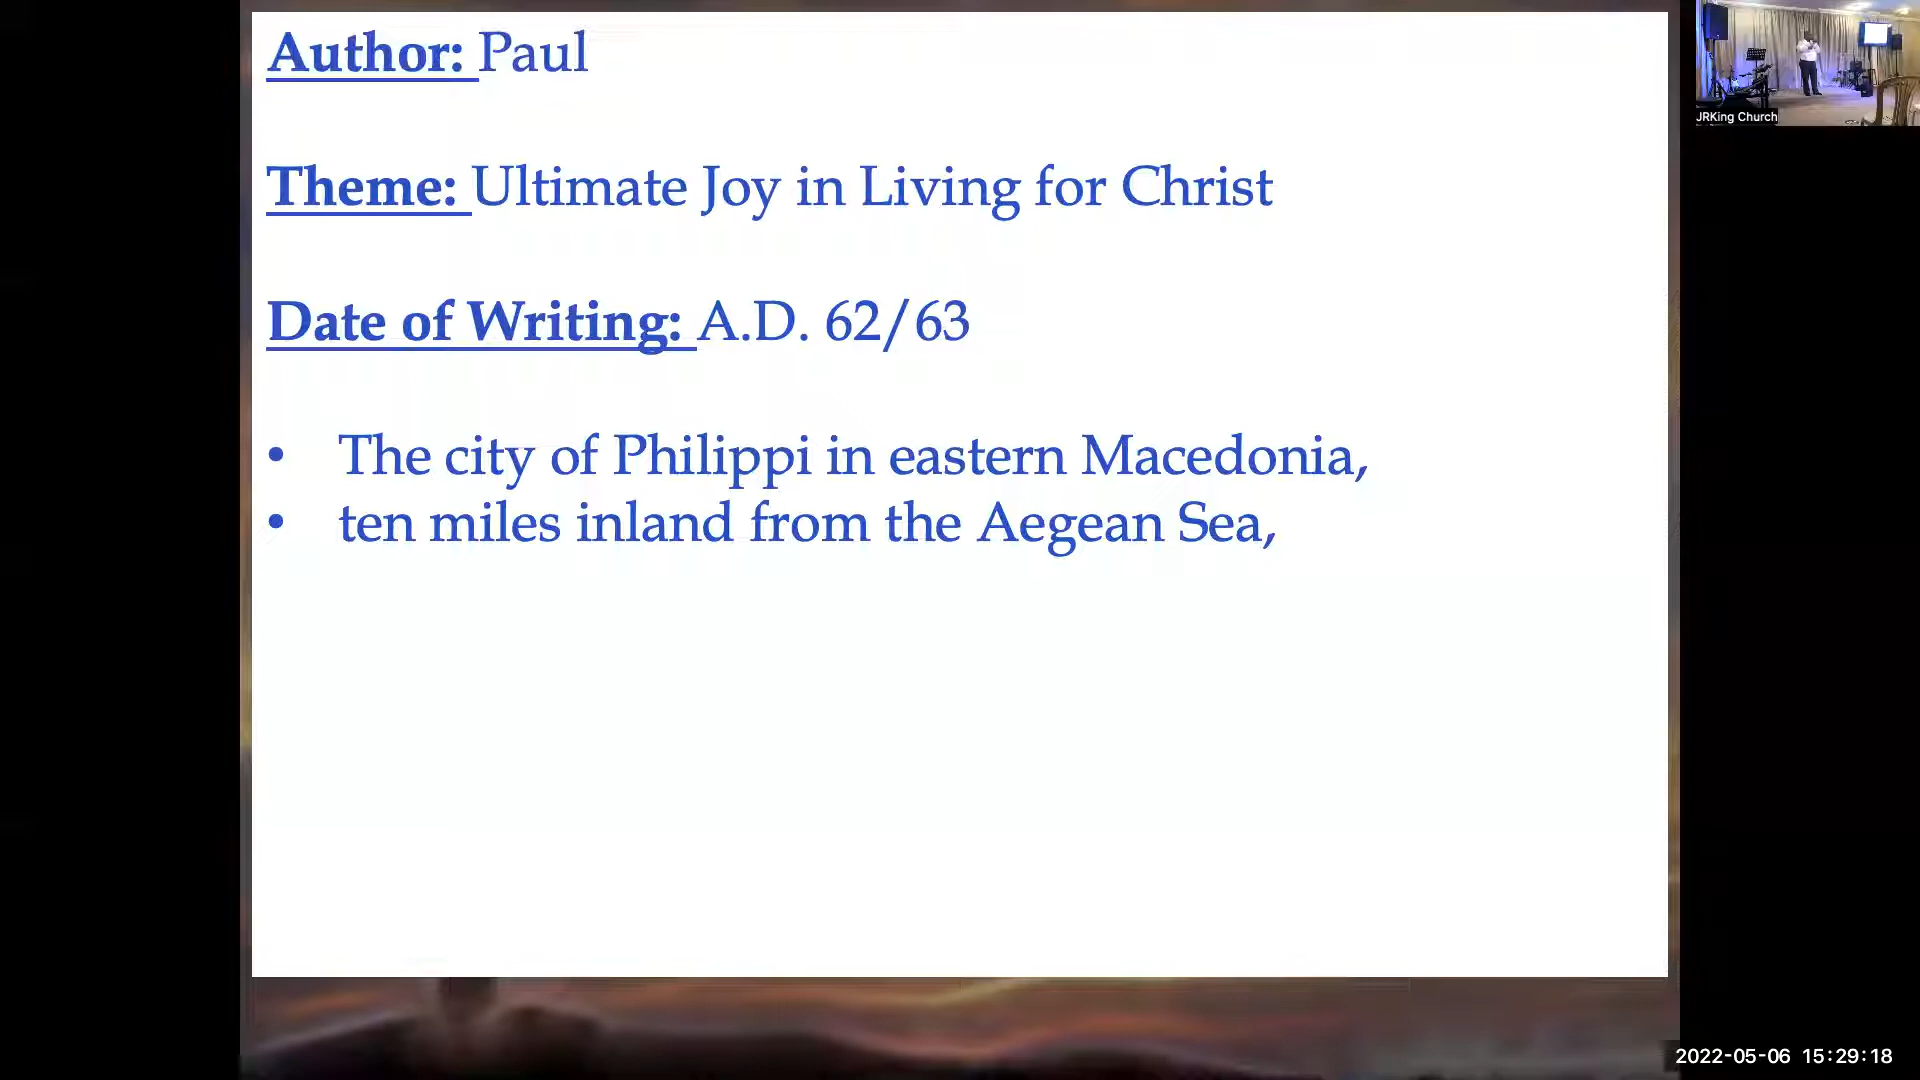 Author: Paul
Theme: Ultimate Joy in Living for Christ
Date of Writing: A.D. 62/63
• The city of Philippi in eastern Macedonia,
• ten miles inland from the Aegean Sea,
JRKing Church
2022-05-06 15:29:18